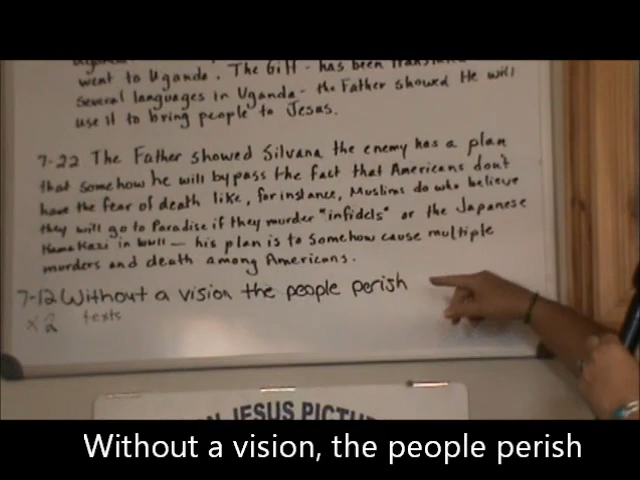 went to Uganda. The Gift - has been Translat
several languages in Uganda - the Father showed He will
use it to bring people to Jesus.
7-22 The Father showed Silvana the enemy has a plan
that somehow he will bypass the fact that Americans don't
have the fear of death like, for instance, Muslims do who believe
they will go to Paradise if they murder "infidels" or the Japanese
KamaKazi in WWII - his plan is to somehow cause multiple
murders and death among Americans.
7-12 Without a vision the people perish
x2 texts
JESUS PICTU
Without a vision, the people perish